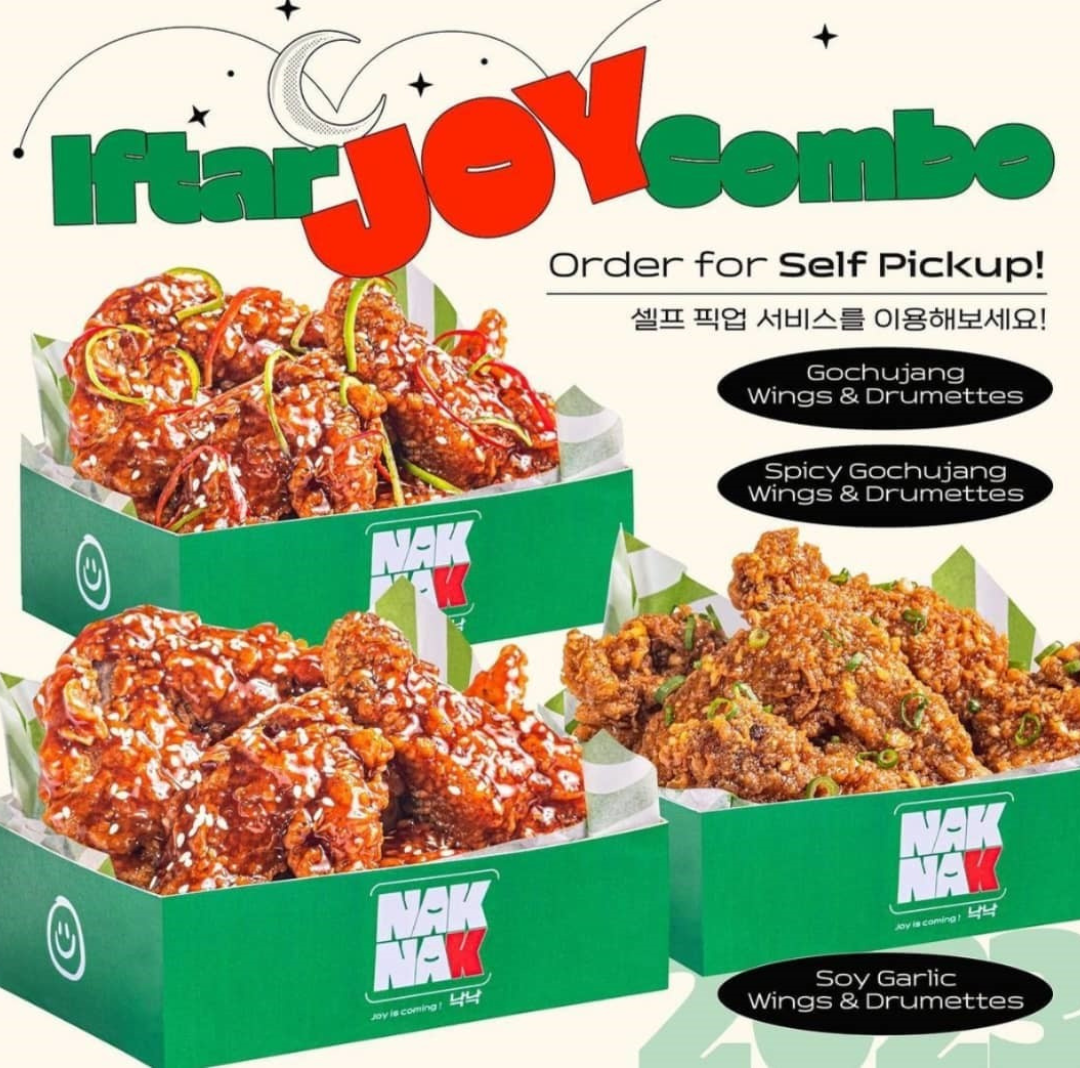 Iftar JOY Combo
Order for Self Pickup!
셀프 픽업 서비스를 이용해보세요!
Gochujang
Wings & Drumettes
Spicy Gochujang
Wings & Drumettes
NAK
NAK
낙
NAK
NAK
Joy is coming! 낙낙
NAK
NAK
Joy is coming! 낙낙
Soy Garlic
Wings & Drumettes
2023